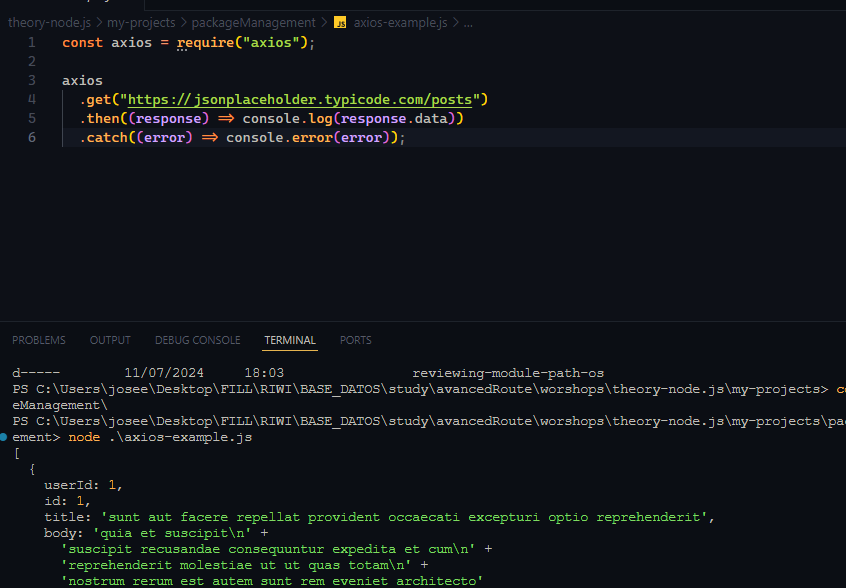 theory-node.js > my-projects > packageManagement > JS axios-example.js > ...
1 const axios = require("axios");
2
3 axios
4 .get("https://jsonplaceholder.typicode.com/posts")
5 .then((response) => console.log(response.data))
6 .catch((error) => console.error(error));
PROBLEMS OUTPUT DEBUG CONSOLE TERMINAL PORTS
d----- 11/07/2024 18:03 reviewing-module-path-os
PS C:\Users\josee\Desktop\FILL\RIWI\BASE_DATOS\study\avancedRoute\worshops\theory-node.js\my-projects>
eManagement\
PS C:\Users\josee\Desktop\FILL\RIWI\BASE_DATOS\study\avancedRoute\worshops\theory-node.js\my-projects\pac
ement> node .\axios-example.js
[
{
userId: 1,
id: 1,
title: 'sunt aut facere repellat provident occaecati excepturi optio reprehenderit',
body: 'quia et suscipit\n' +
'suscipit recusandae consequuntur expedita et cum\n' +
'reprehenderit molestiae ut ut quas totam\n' +
'nostrum rerum est autem sunt rem eveniet architecto'